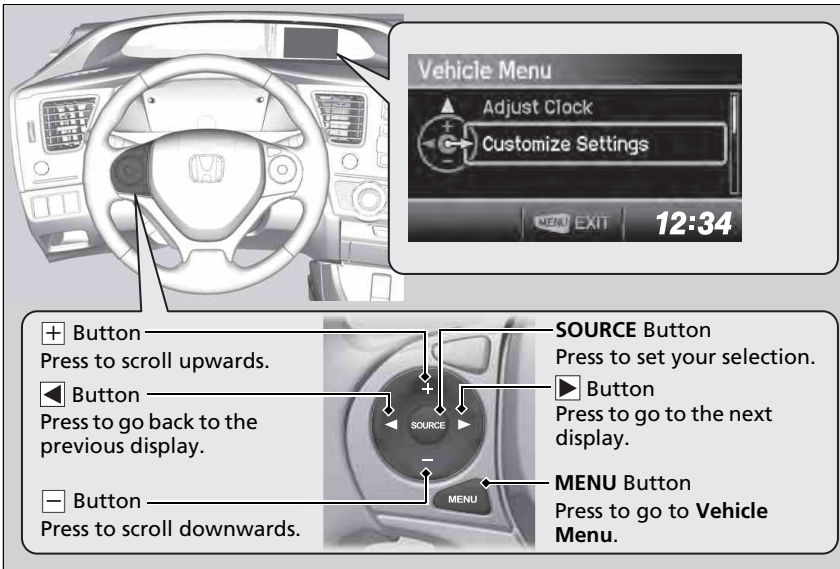 Vehicle Menu
Adjust Clock
+
C
Customize Settings
−
MENU EXIT
12:34
+ Button
Press to scroll upwards.
◀ Button
Press to go back to the
previous display.
− Button
Press to scroll downwards.
+
◀ SOURCE ▶
−
MENU
SOURCE Button
Press to set your selection.
▶ Button
Press to go to the next
display.
MENU Button
Press to go to Vehicle
Menu.